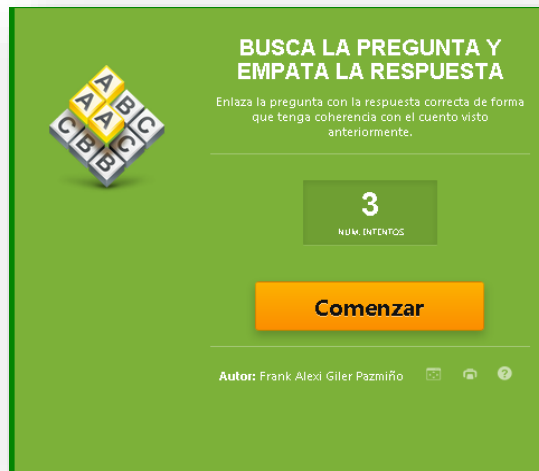 BUSCA LA PREGUNTA Y
EMPATA LA RESPUESTA
Enlaza la pregunta con la respuesta correcta de forma
que tenga coherencia con el cuento visto
anteriormente.
A
A B
A A C
C B C
B B
3
NUM. INTENTOS
Comenzar
Autor: Frank Alexi Giler Pazmiño ?